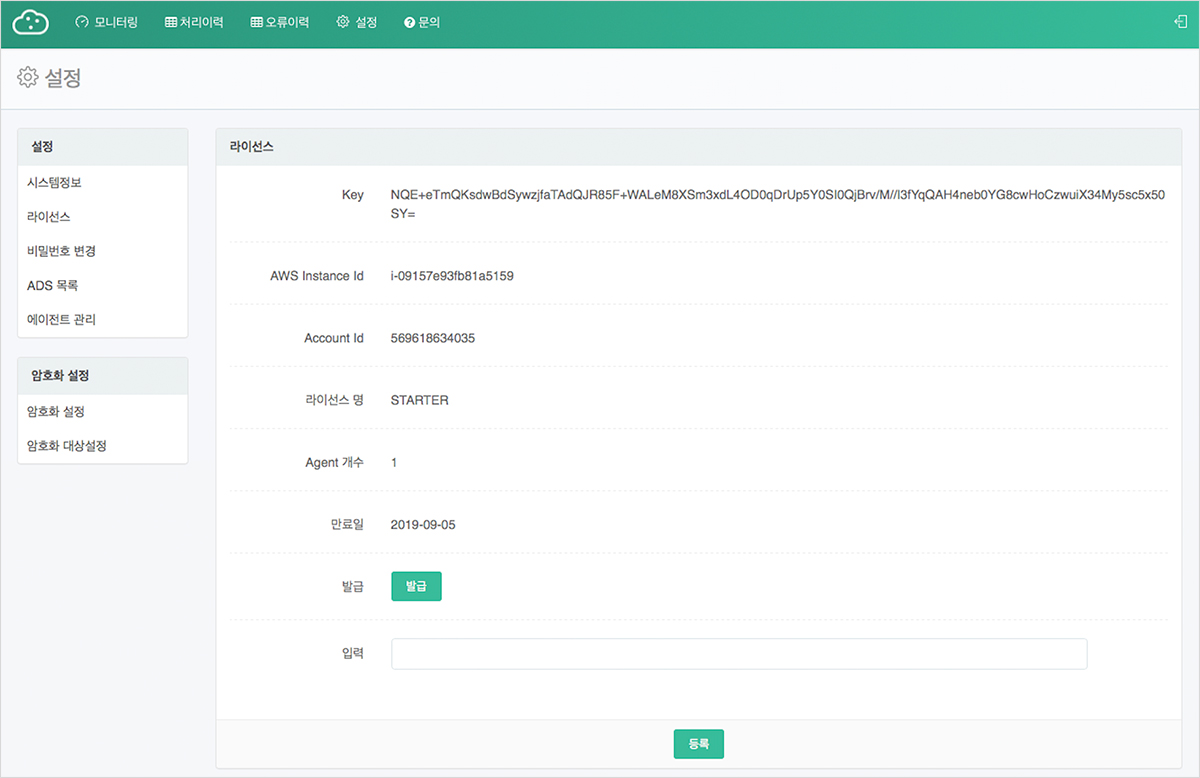 모니터링 처리이력 오류이력 설정 문의
설정
설정
시스템정보
라이선스
비밀번호 변경
ADS 목록
에이전트 관리
암호화 설정
암호화 설정
암호화 대상설정
라이선스
Key NQE+eTmQKsdwBdSywzjfaTAdQJR85F+WALeM8XSm3xdL4OD0qDrUp5Y0SI0QjBrv/M//l3fYqQAH4neb0YG8cwHoCzwuiX34My5sc5x50
SY=
AWS Instance Id i-09157e93fb81a5159
Account Id 569618634035
라이선스 명 STARTER
Agent 개수 1
만료일 2019-09-05
발급 발급
입력
등록